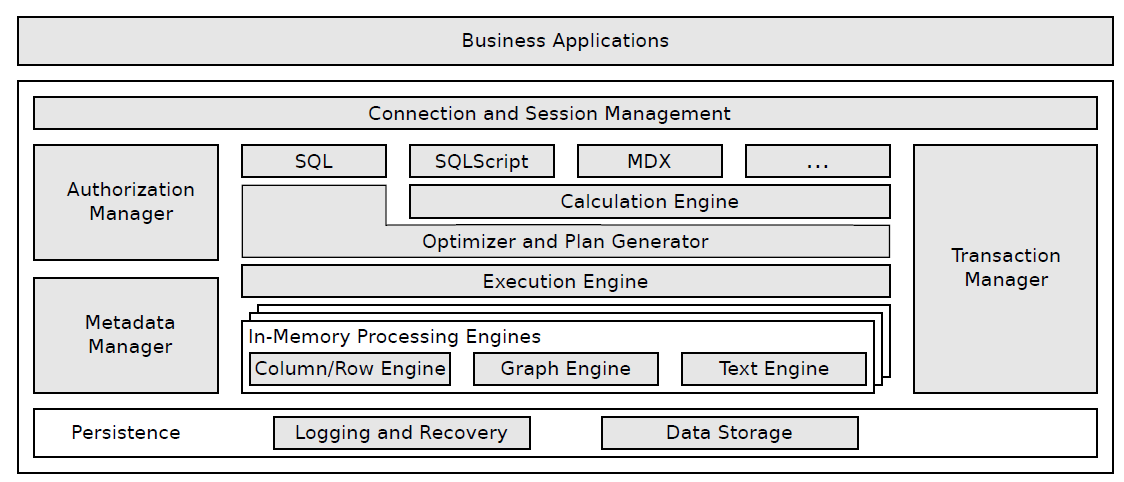 Business Applications
Connection and Session Management
Authorization
Manager
SQL
SQLScript
MDX
...
Calculation Engine
Optimizer and Plan Generator
Execution Engine
Transaction
Manager
Metadata
Manager
In-Memory Processing Engines
Column/Row Engine
Graph Engine
Text Engine
Persistence
Logging and Recovery
Data Storage